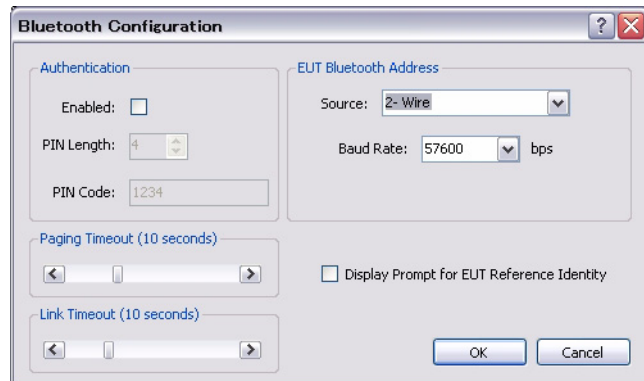 Bluetooth Configuration
Authentication
Enabled:
PIN Length: 4
PIN Code: 1234
EUT Bluetooth Address
Source: 2- Wire
Baud Rate: 57600 bps
Paging Timeout (10 seconds)
Display Prompt for EUT Reference Identity
Link Timeout (10 seconds)
OK Cancel